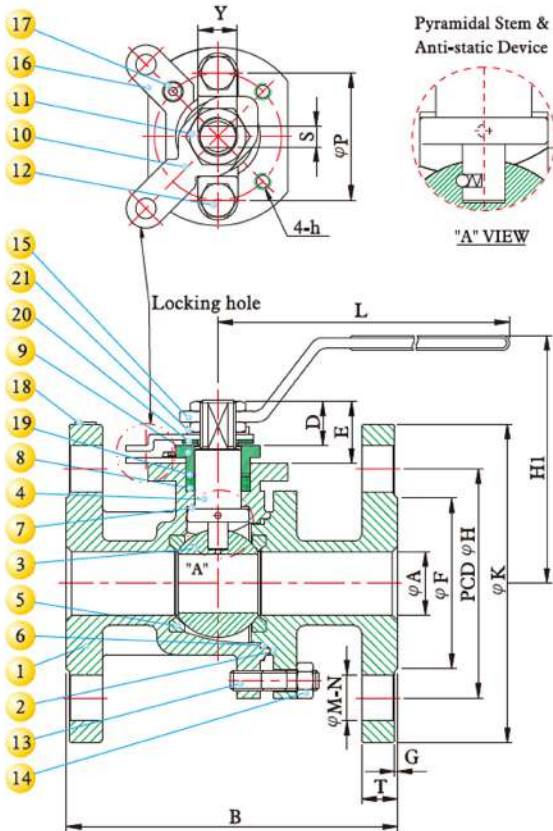 17
16
11
10
12
Y
S
φP
4-h
Pyramidal Stem &
Anti-static Device
"A" VIEW
15
21
20
9
18
19
8
4
7
3
5
6
1
2
13
14
Locking hole
L
D
E
H1
"A"
φA
φF
PCD φH
φK
φM-N
G
T
B